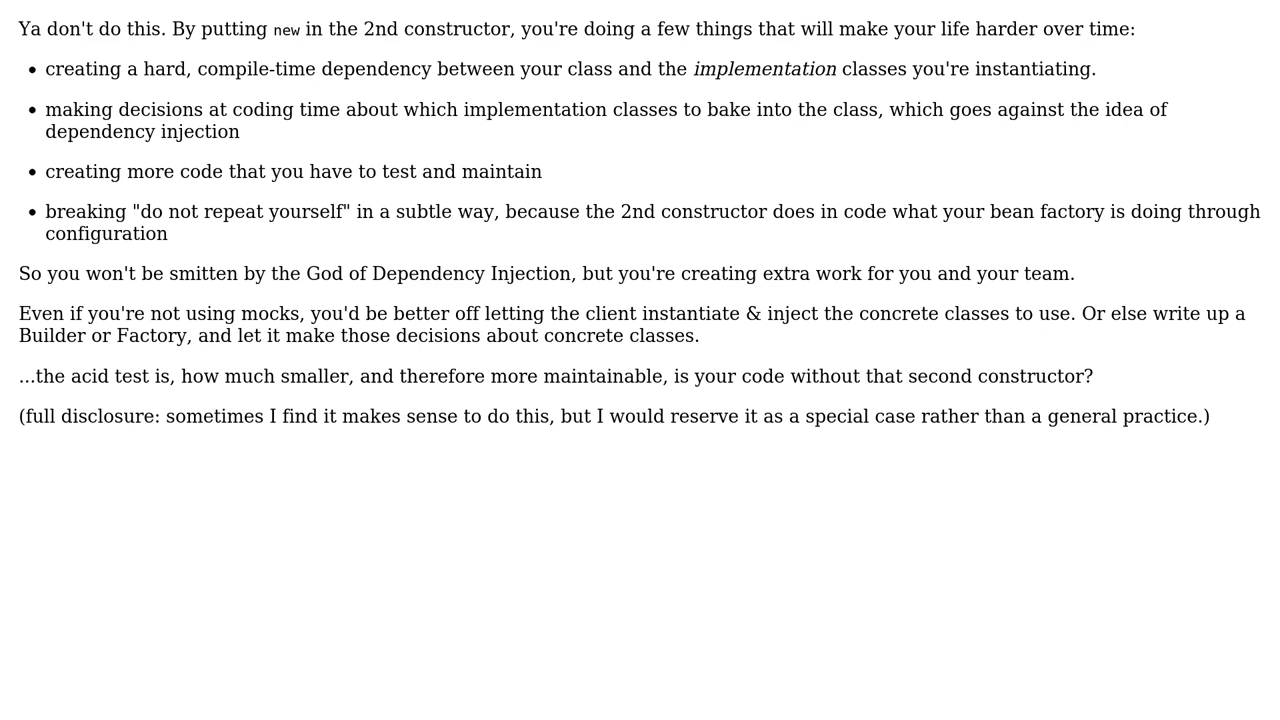 Ya don't do this. By putting new in the 2nd constructor, you're doing a few things that will make your life harder over time:
• creating a hard, compile-time dependency between your class and the implementation classes you're instantiating.
• making decisions at coding time about which implementation classes to bake into the class, which goes against the idea of
dependency injection
• creating more code that you have to test and maintain
• breaking "do not repeat yourself" in a subtle way, because the 2nd constructor does in code what your bean factory is doing through
configuration
So you won't be smitten by the God of Dependency Injection, but you're creating extra work for you and your team.
Even if you're not using mocks, you'd be better off letting the client instantiate & inject the concrete classes to use. Or else write up a
Builder or Factory, and let it make those decisions about concrete classes.
...the acid test is, how much smaller, and therefore more maintainable, is your code without that second constructor?
(full disclosure: sometimes I find it makes sense to do this, but I would reserve it as a special case rather than a general practice.)